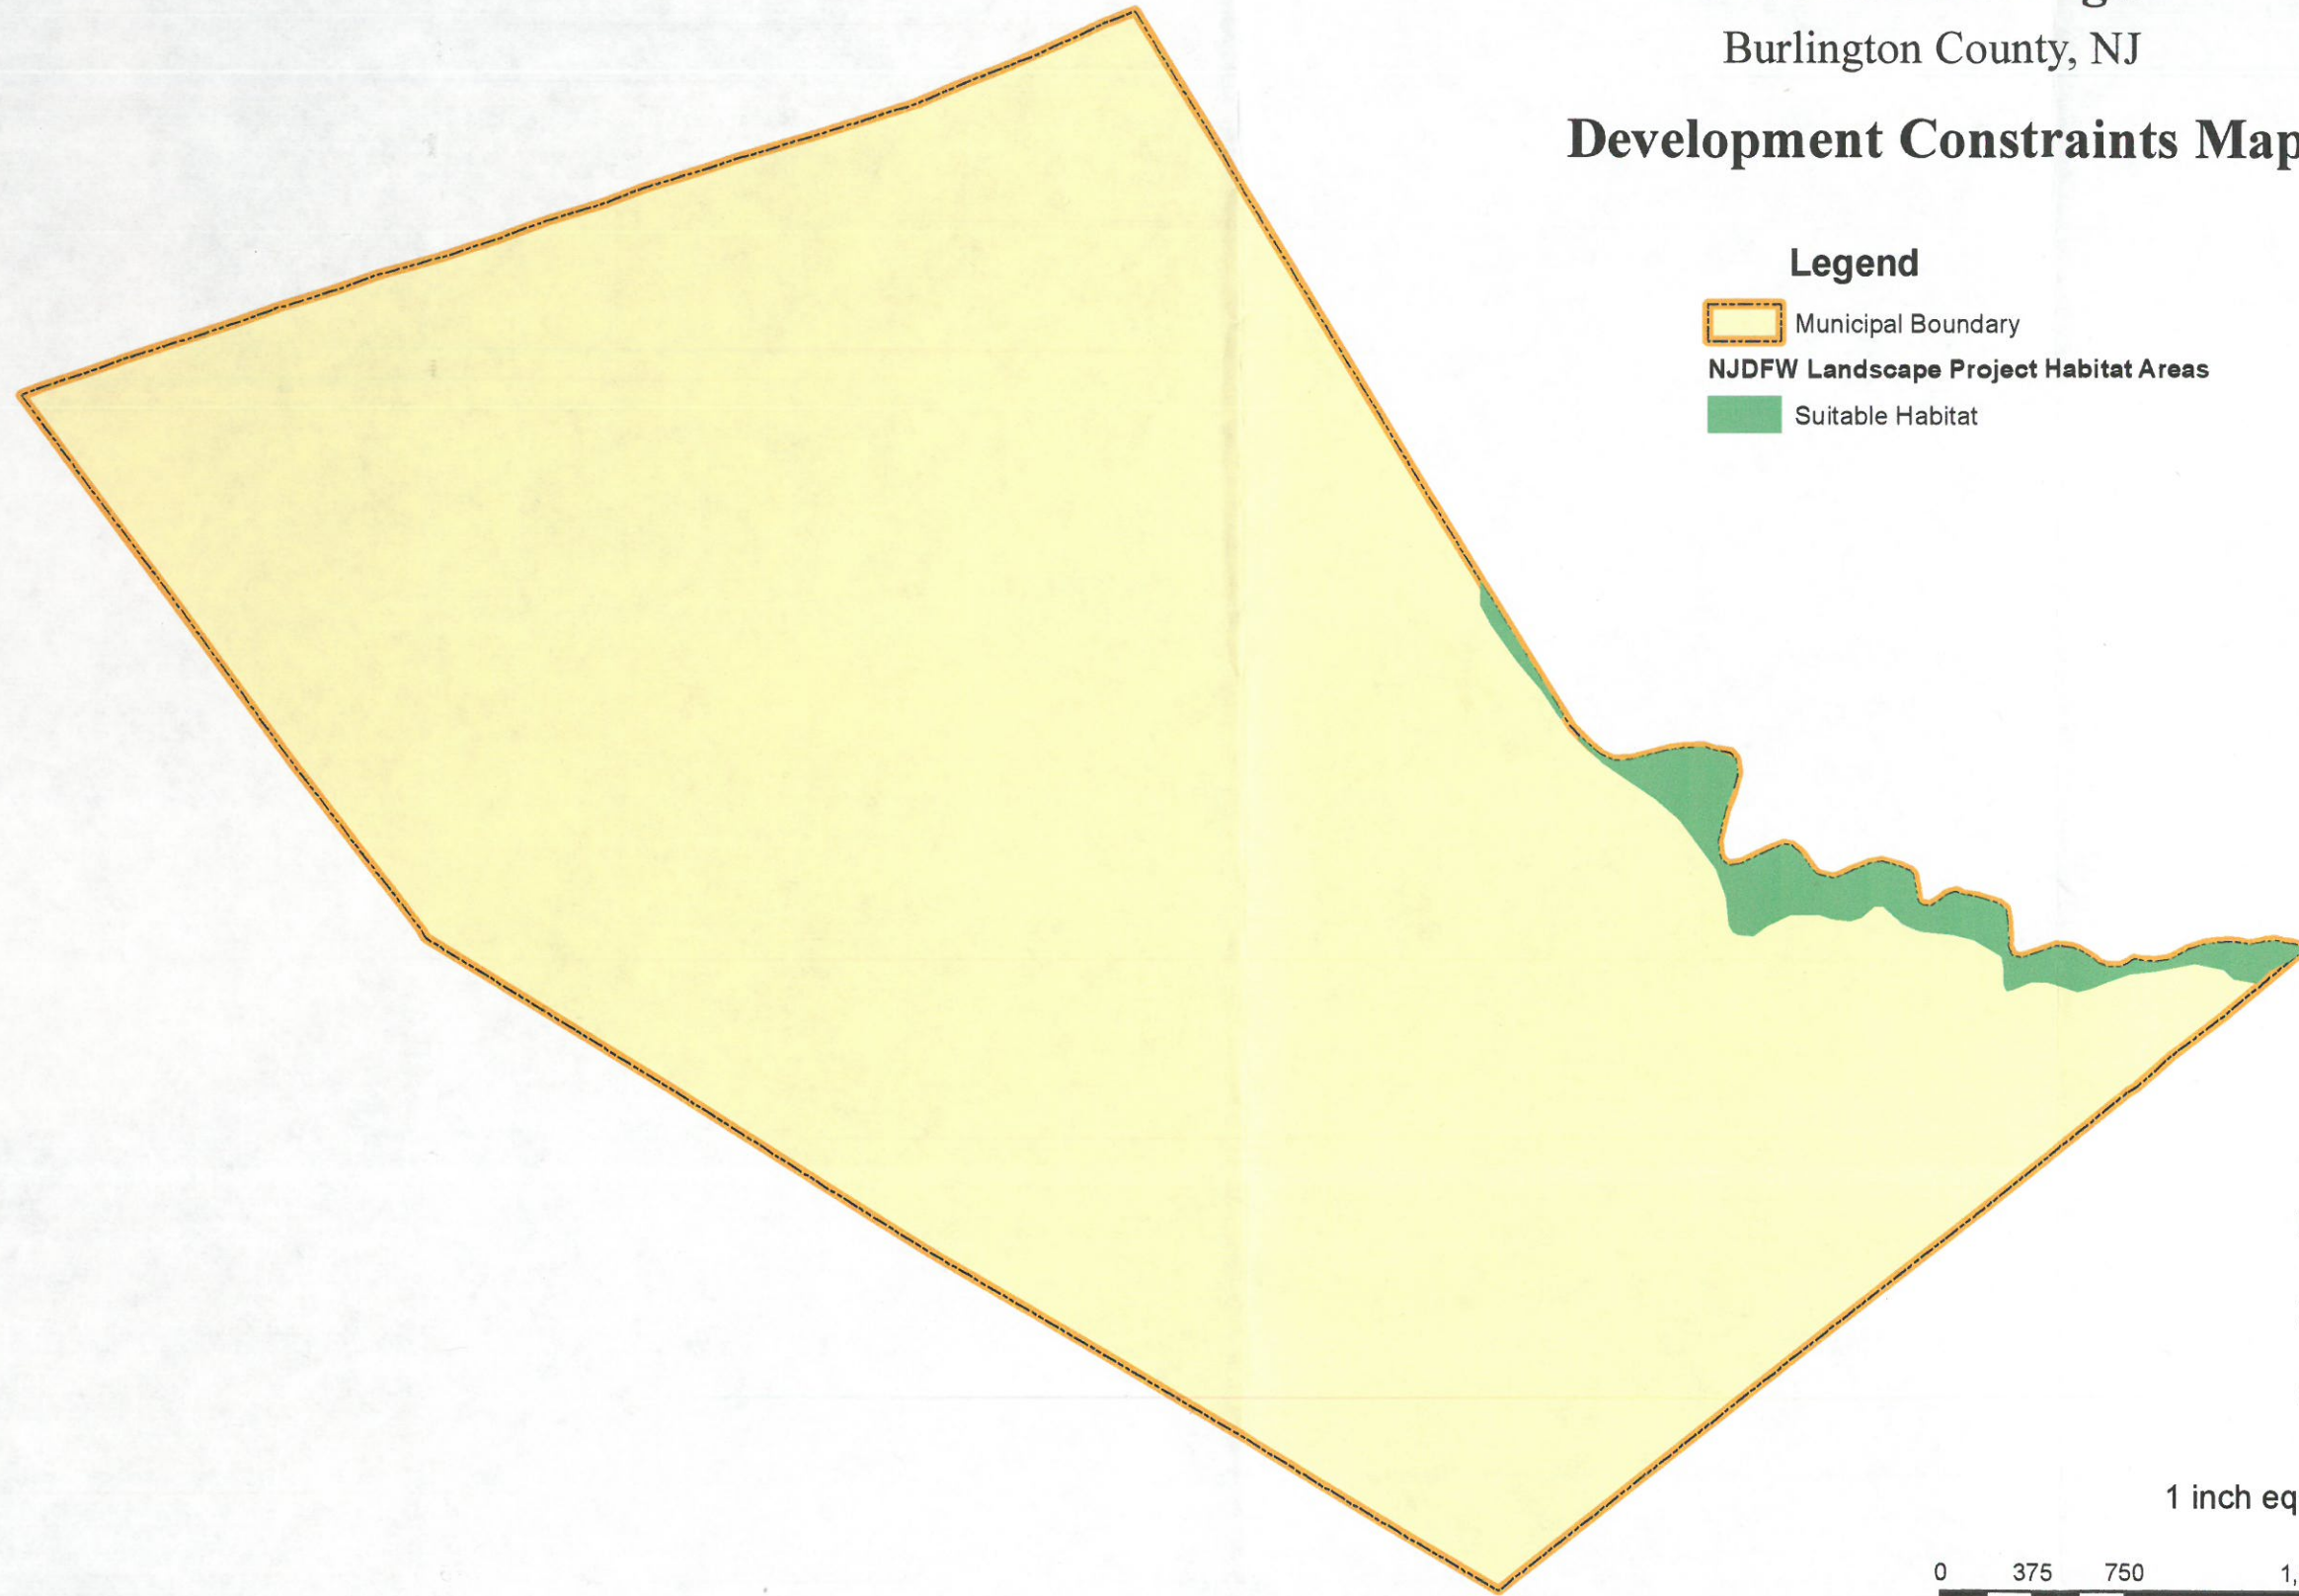 Burlington County, NJ
Development Constraints Map
Legend
Municipal Boundary
NJDFW Landscape Project Habitat Areas
Suitable Habitat
1 inch eq
0 375 750 1,